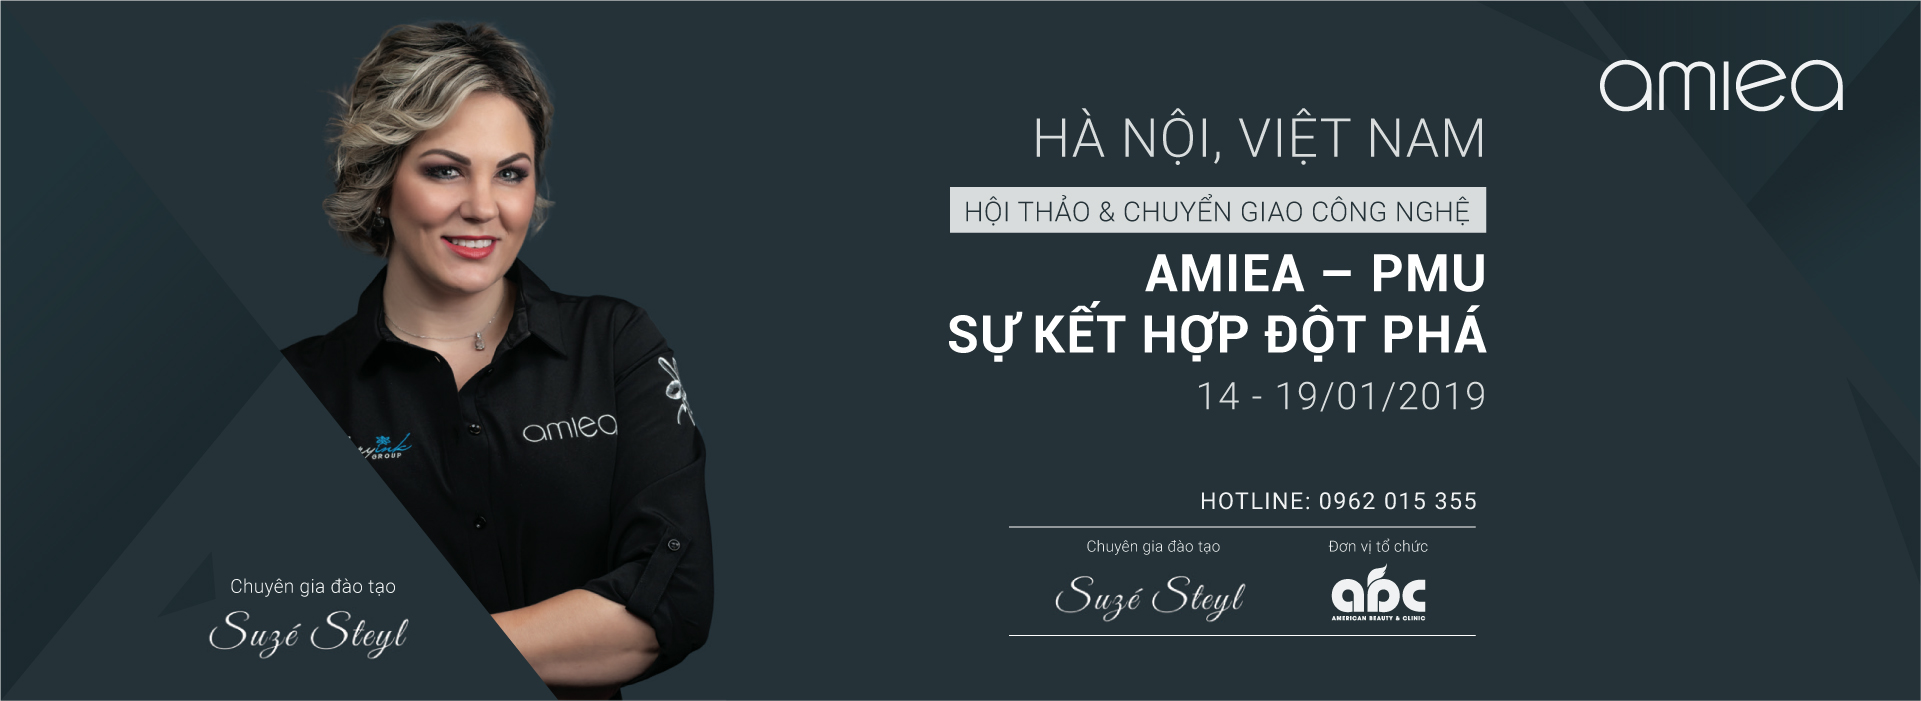 amiea
HÀ NỘI, VIỆT NAM
HỘI THẢO & CHUYỂN GIAO CÔNG NGHỆ
AMIEA – PMU
SỰ KẾT HỢP ĐỘT PHÁ
14 - 19/01/2019
amiea
ink
GROUP
HOTLINE: 0962 015 355
Chuyên gia đào tạo
Suzé Steyl
Đơn vị tổ chức
abc
AMERICAN BEAUTY & CLINIC
Chuyên gia đào tạo
Suzé Steyl